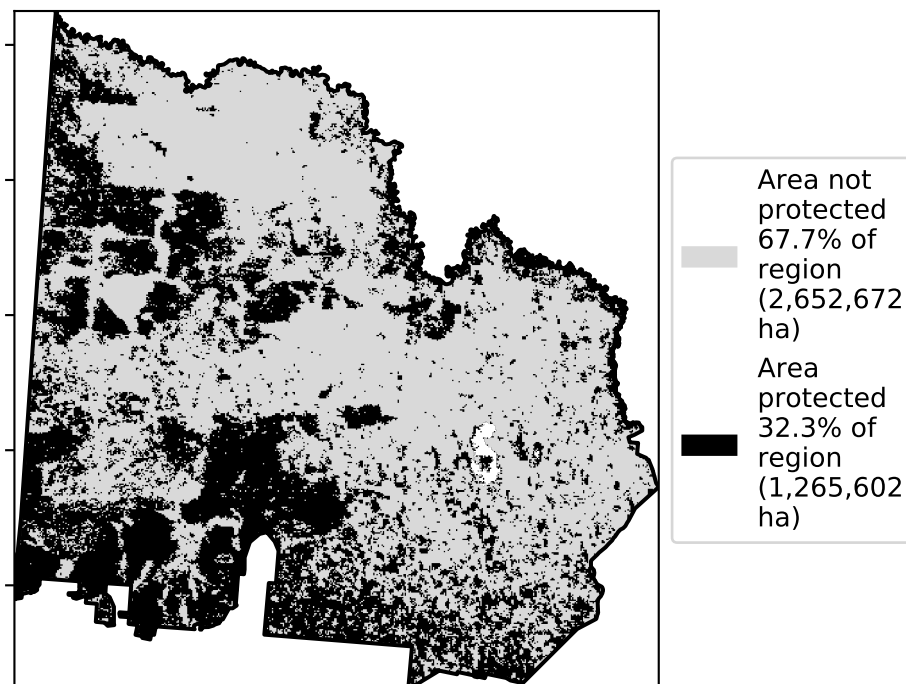 Area not
protected
67.7% of
region
(2,652,672
ha)
Area
protected
32.3% of
region
(1,265,602
ha)